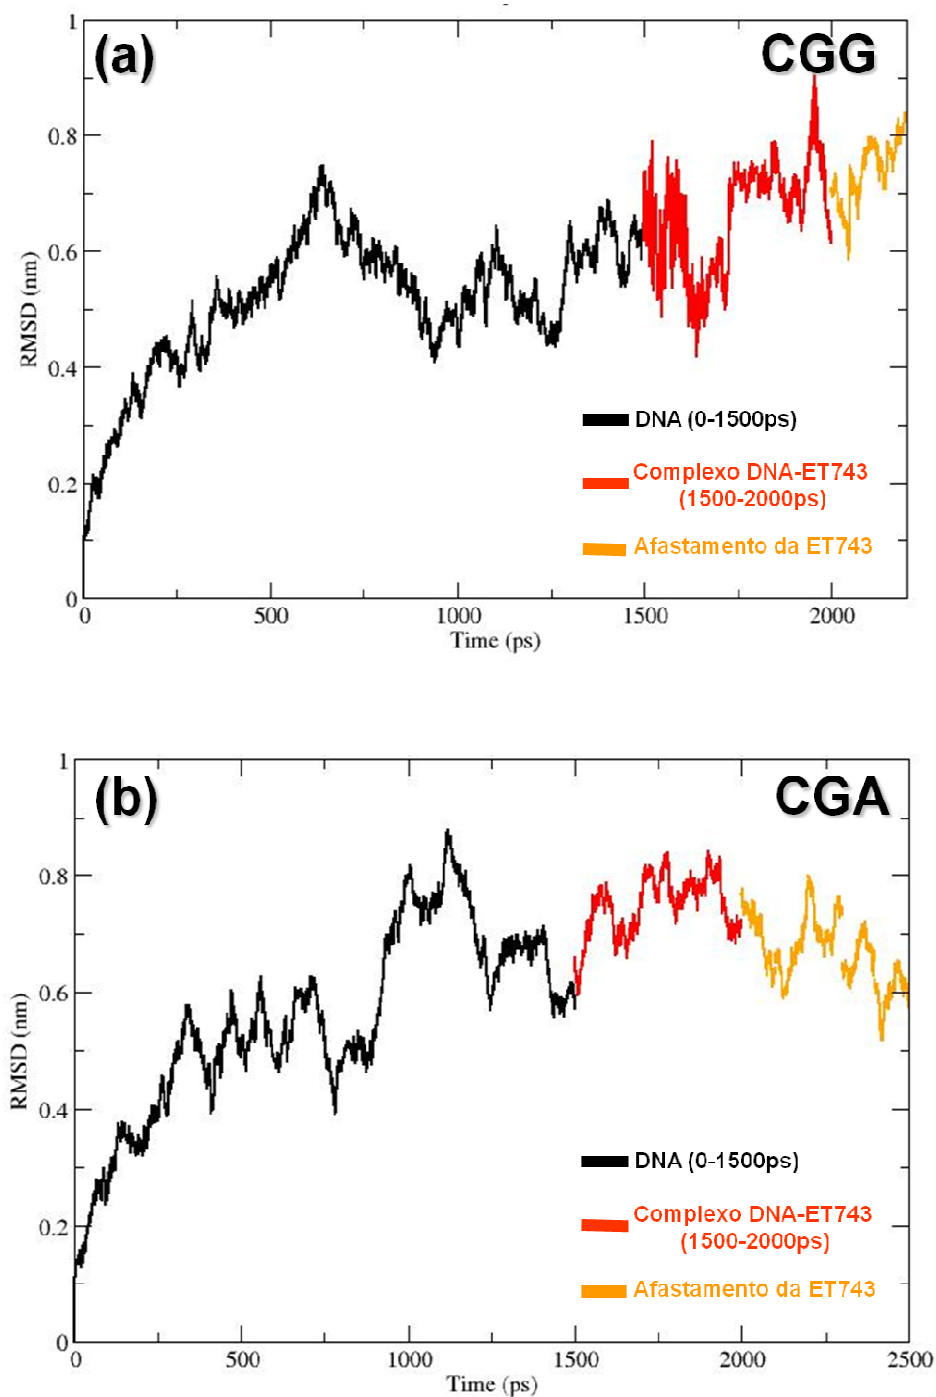 (a)
CGG
1
0.8
0.6
0.4
0.2
0
RMSD (nm)
DNA (0-1500ps)
Complexo DNA-ET743
(1500-2000ps)
Afastamento da ET743
0 500 1000 1500 2000
Time (ps)
(b)
CGA
1
0.8
0.6
0.4
0.2
0
RMSD (nm)
DNA (0-1500ps)
Complexo DNA-ET743
(1500-2000ps)
Afastamento da ET743
0 500 1000 1500 2000 2500
Time (ps)